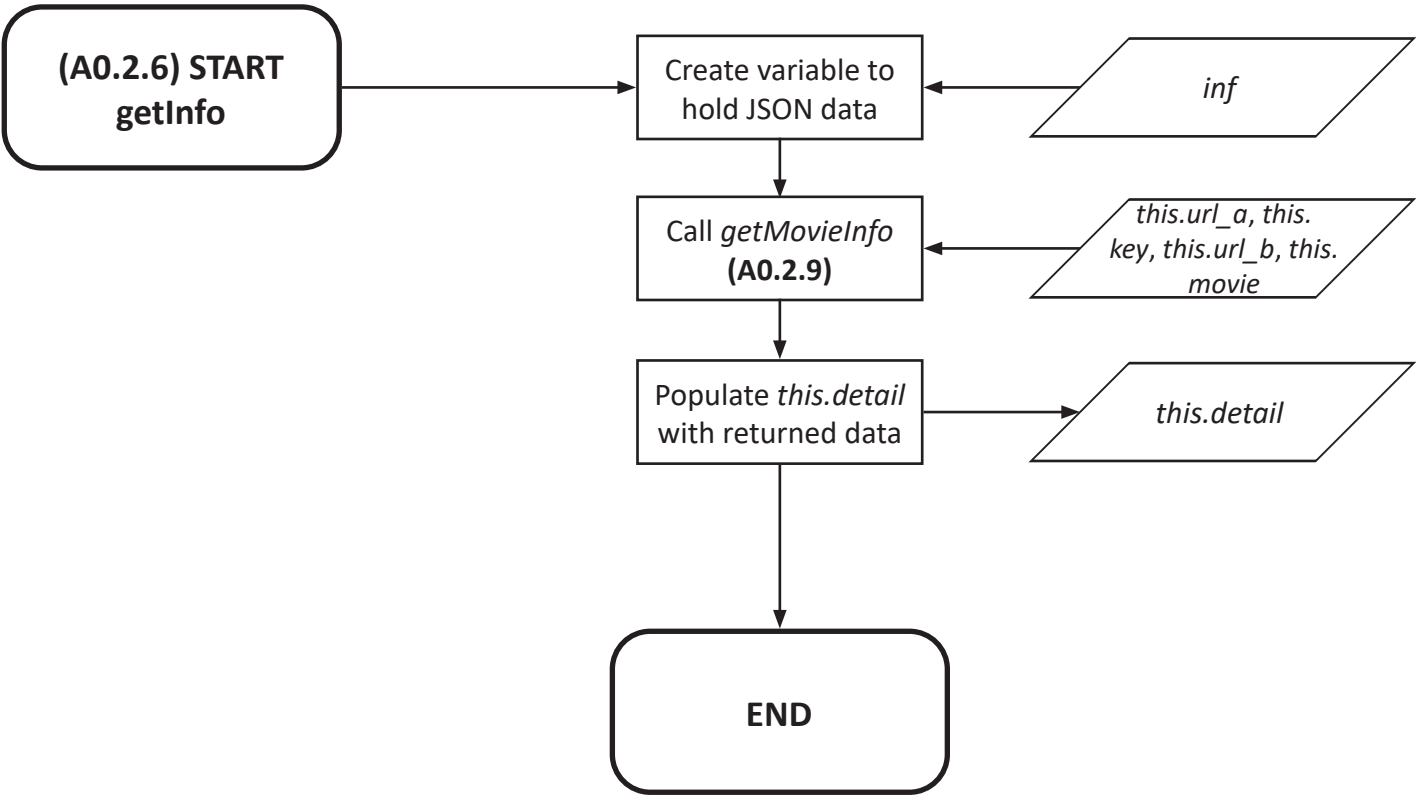 (A0.2.6) START
getInfo
Create variable to
hold JSON data
inf
Call getMovieInfo
(A0.2.9)
this.url_a, this.
key, this.url_b, this.
movie
Populate this.detail
with returned data
this.detail
END